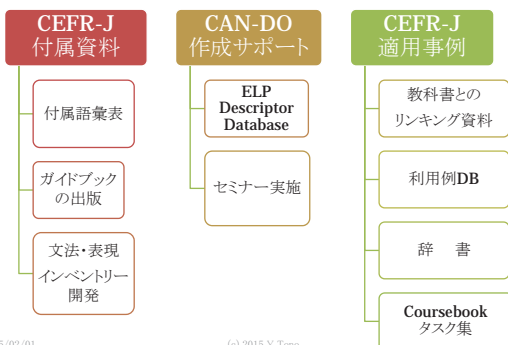 CEFR-J
付属資料
付属語彙表
ガイドブック
の出版
文法・表現
インベントリー
開発
CAN-DO
作成サポート
ELP
Descriptor
Database
セミナー実施
CEFR-J
適用事例
教科書との
リンキング資料
利用例DB
辞 書
Coursebook
タスク集
5/02/01
(c) 2015 Y. Tono